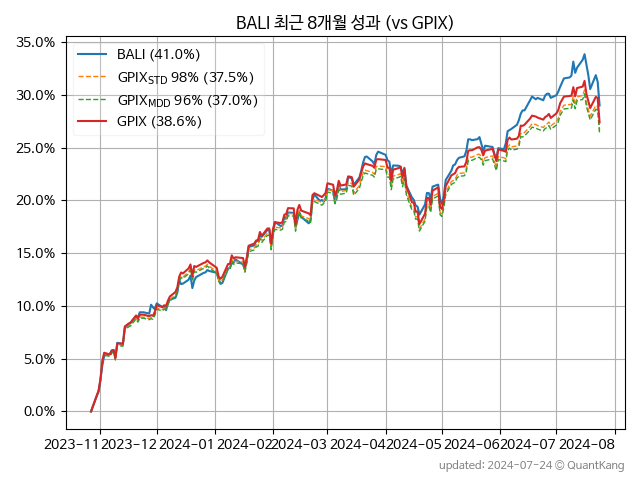 BALI 최근 8개월 성과 (vs GPIX)
35.0%
30.0%
25.0%
20.0%
15.0%
10.0%
5.0%
0.0%
BALI (41.0%)
GPIXSTD 98% (37.5%)
GPIXMDD 96% (37.0%)
GPIX (38.6%)
2023-11 2023-12 2024-01 2024-02 2024-03 2024-04 2024-05 2024-06 2024-07 2024-08
updated: 2024-07-24 © QuantKang